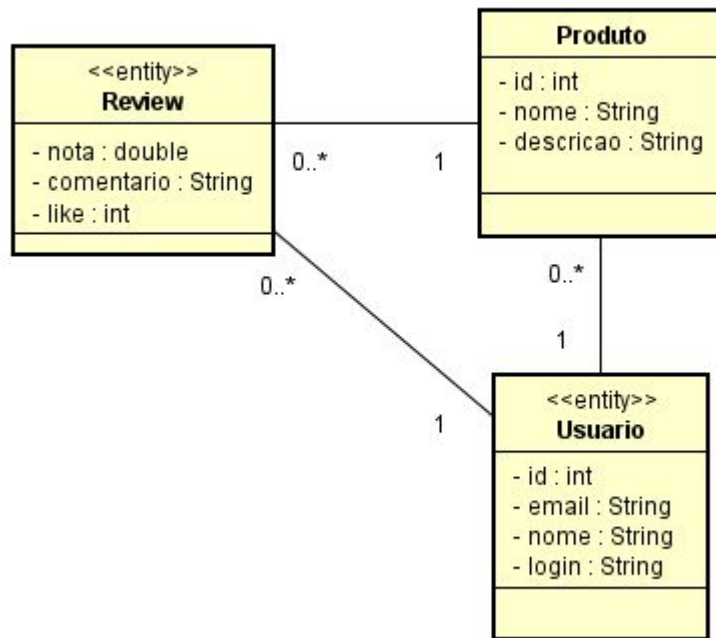 <<entity>>
Review
- nota : double
- comentario : String
- like : int
Produto
- id : int
- nome : String
- descricao : String
0..*
1
0..*
1
0..*
1
<<entity>>
Usuario
- id : int
- email : String
- nome : String
- login : String